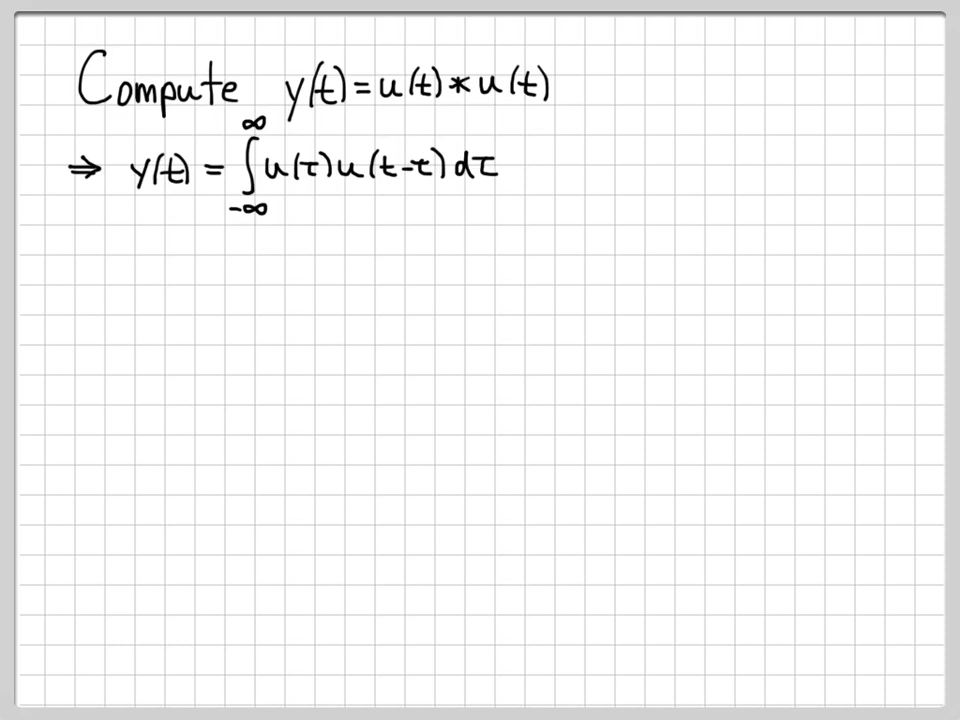 Compute y(t) = u(t) * u(t)
⇒ y(t) = ∫_{-∞}^{∞} u(τ)u(t-τ)dτ